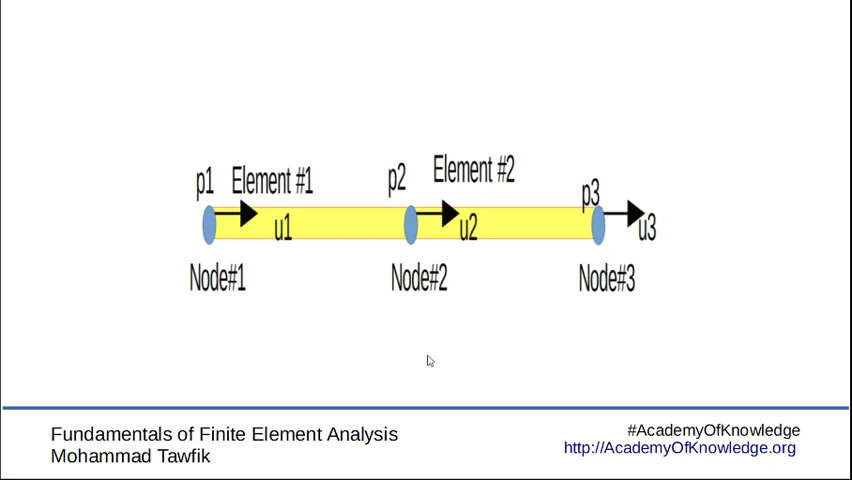 p1 Element #1 p2 Element #2 p3
u1 u2 u3
Node#1 Node#2 Node#3
Fundamentals of Finite Element Analysis
Mohammad Tawfik
#AcademyOfKnowledge
http://AcademyOfKnowledge.org